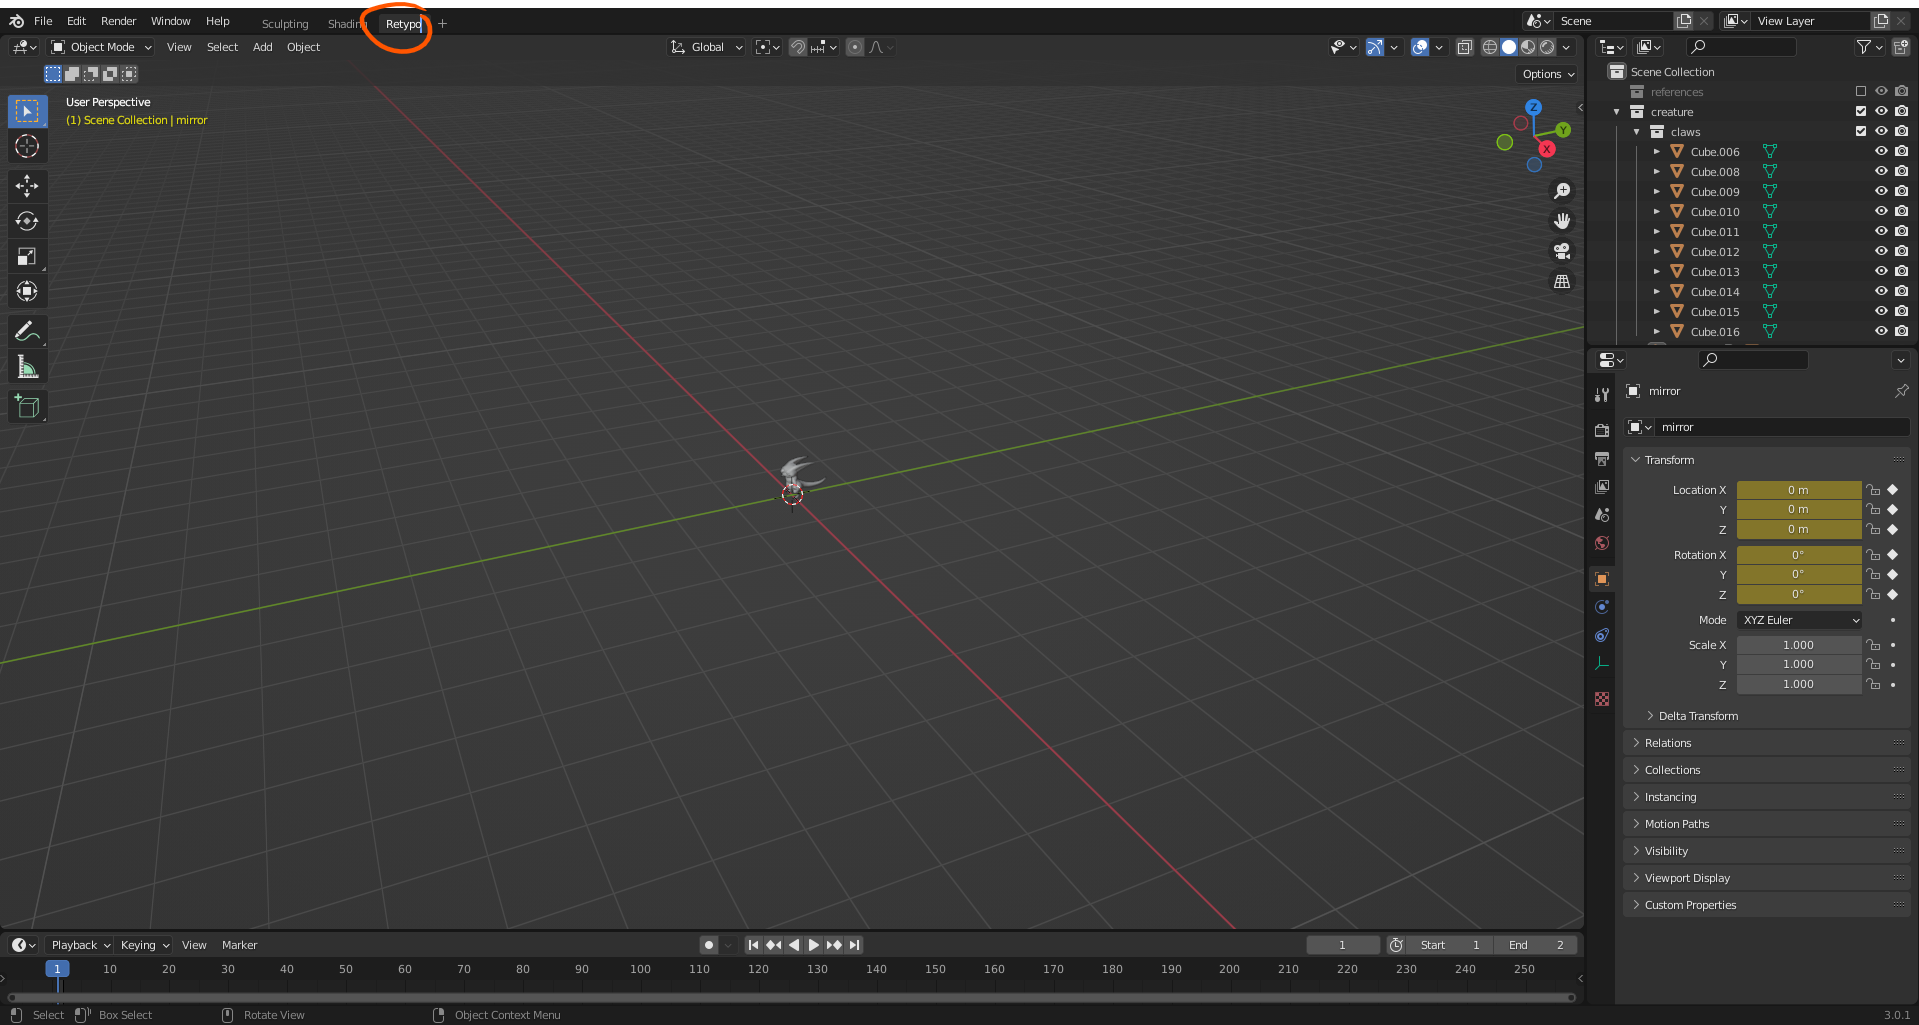 File Edit Render Window Help Sculpting Shadin Retypo + Scene View Layer
Object Mode View Select Add Object Global
Options
User Perspective
(1) Scene Collection | mirror
Z
Y
X
Scene Collection
references
creature
claws
Cube.006
Cube.008
Cube.009
Cube.010
Cube.011
Cube.012
Cube.013
Cube.014
Cube.015
Cube.016
mirror
mirror
Transform
Location X 0 m
Y 0 m
Z 0 m
Rotation X 0°
Y 0°
Z 0°
Mode XYZ Euler
Scale X 1.000
Y 1.000
Z 1.000
Delta Transform
Relations
Collections
Instancing
Motion Paths
Visibility
Viewport Display
Custom Properties
Playback Keying View Marker 1 Start 1 End 2
1 10 20 30 40 50 60 70 80 90 100 110 120 130 140 150 160 170 180 190 200 210 220 230 240 250
Select Box Select Rotate View Object Context Menu 3.0.1